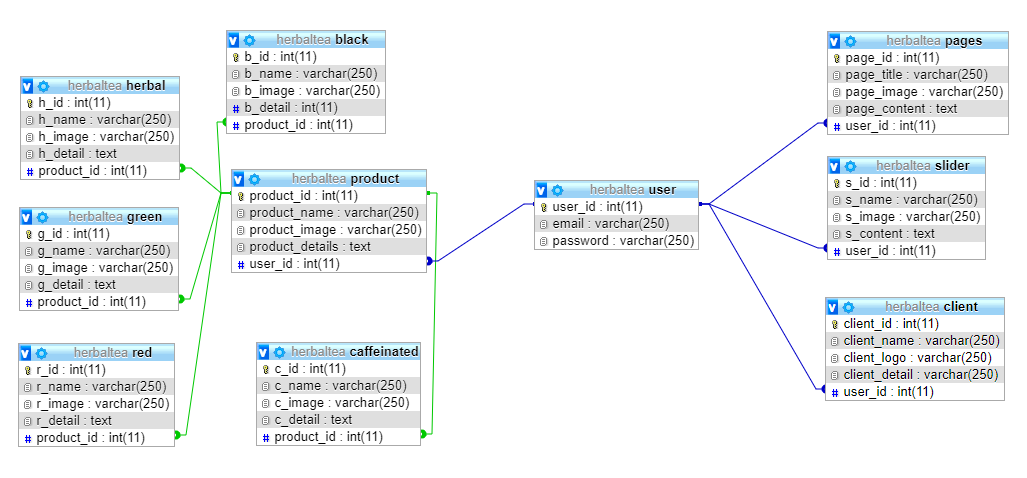 herbaltea black
b_id : int(11)
b_name : varchar(250)
b_image : varchar(250)
b_detail : int(11)
product_id : int(11)
herbaltea herbal
h_id : int(11)
h_name : varchar(250)
h_image : varchar(250)
h_detail : text
product_id : int(11)
herbaltea green
g_id : int(11)
g_name : varchar(250)
g_image : varchar(250)
g_detail : text
product_id : int(11)
herbaltea red
r_id : int(11)
r_name : varchar(250)
r_image : varchar(250)
r_detail : text
product_id : int(11)
herbaltea product
product_id : int(11)
product_name : varchar(250)
product_image : varchar(250)
product_details : text
user_id : int(11)
herbaltea caffeinated
c_id : int(11)
c_name : varchar(250)
c_image : varchar(250)
c_detail : text
product_id : int(11)
herbaltea user
user_id : int(11)
email : varchar(250)
password : varchar(250)
herbaltea pages
page_id : int(11)
page_title : varchar(250)
page_image : varchar(250)
page_content : text
user_id : int(11)
herbaltea slider
s_id : int(11)
s_name : varchar(250)
s_image : varchar(250)
s_content : text
user_id : int(11)
herbaltea client
client_id : int(11)
client_name : varchar(250)
client_logo : varchar(250)
client_detail : varchar(250)
user_id : int(11)